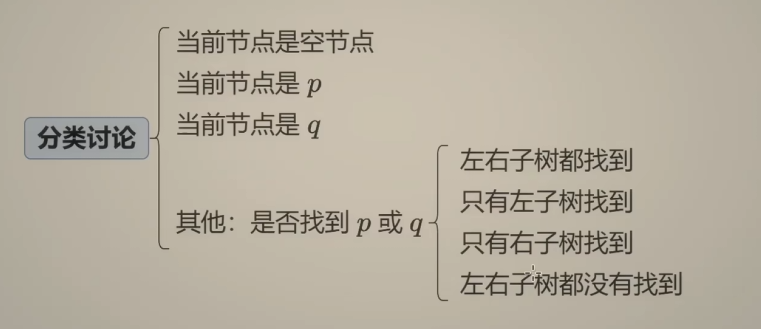 分类讨论
当前节点是空节点
当前节点是 p
当前节点是 q
其他：是否找到 p 或 q
左右子树都找到
只有左子树找到
只有右子树找到
左右子树都没有找到